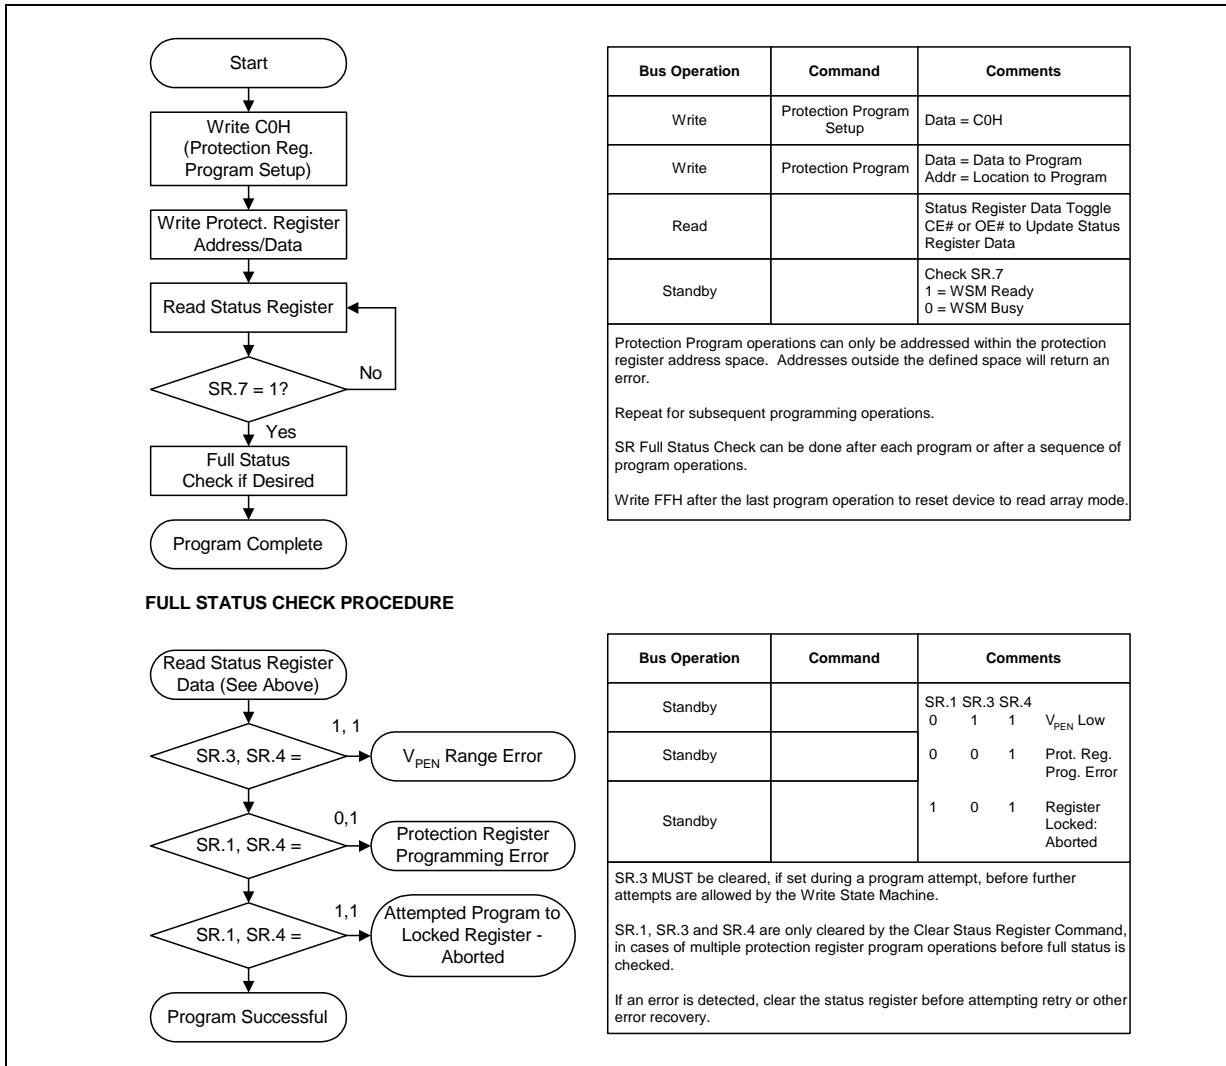 Start
Write C0H
(Protection Reg.
Program Setup)
Write Protect. Register
Address/Data
Read Status Register
SR.7 = 1?
No
Yes
Full Status
Check if Desired
Program Complete
Bus Operation Command Comments
Write Protection Program
Setup Data = C0H
Write Protection Program Data = Data to Program
Addr = Location to Program
Read Status Register Data Toggle
CE# or OE# to Update Status
Register Data
Standby Check SR.7
1 = WSM Ready
0 = WSM Busy
Protection Program operations can only be addressed within the protection
register address space. Addresses outside the defined space will return an
error.
Repeat for subsequent programming operations.
SR Full Status Check can be done after each program or after a sequence of
program operations.
Write FFH after the last program operation to reset device to read array mode.
FULL STATUS CHECK PROCEDURE
Read Status Register
Data (See Above)
SR.3, SR.4 =
1, 1
V_PEN Range Error
SR.1, SR.4 =
0,1
Protection Register
Programming Error
SR.1, SR.4 =
1,1
Attempted Program to
Locked Register -
Aborted
Program Successful
Bus Operation Command Comments
Standby SR.1 SR.3 SR.4
0 1 1 V_PEN Low
Standby 0 0 1 Prot. Reg.
Prog. Error
Standby 1 0 1 Register
Locked:
Aborted
SR.3 MUST be cleared, if set during a program attempt, before further
attempts are allowed by the Write State Machine.
SR.1, SR.3 and SR.4 are only cleared by the Clear Staus Register Command,
in cases of multiple protection register program operations before full status is
checked.
If an error is detected, clear the status register before attempting retry or other
error recovery.